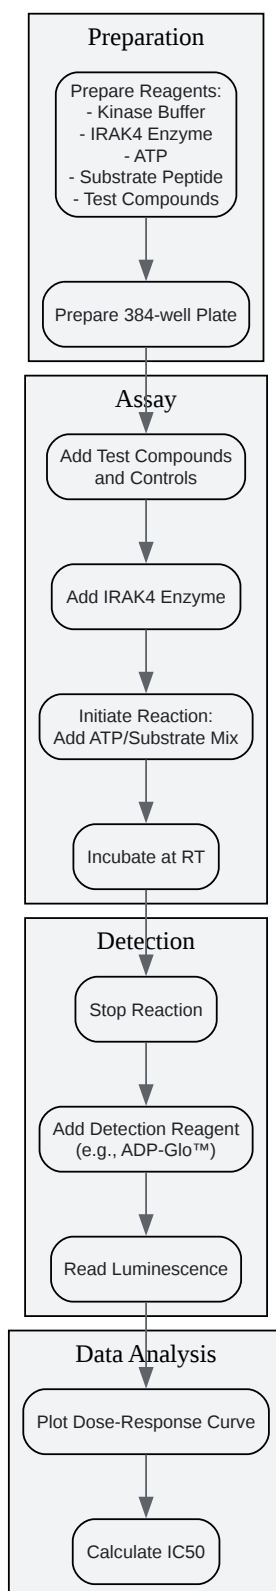 Preparation
Prepare Reagents:
- Kinase Buffer
- IRAK4 Enzyme
- ATP
- Substrate Peptide
- Test Compounds
Prepare 384-well Plate
Assay
Add Test Compounds
and Controls
Add IRAK4 Enzyme
Initiate Reaction:
Add ATP/Substrate Mix
Incubate at RT
Detection
Stop Reaction
Add Detection Reagent
(e.g., ADP-Glo™)
Read Luminescence
Data Analysis
Plot Dose-Response Curve
Calculate IC50